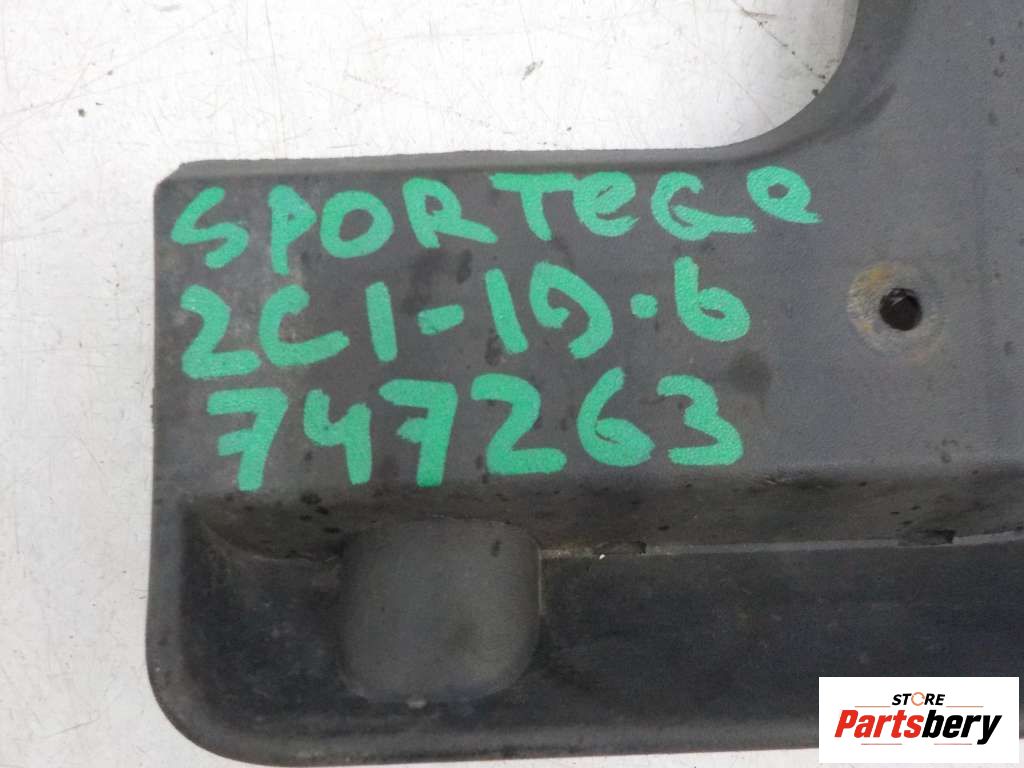 SPORTeGe
2C1-19.6
747263
STORE
Partsbery